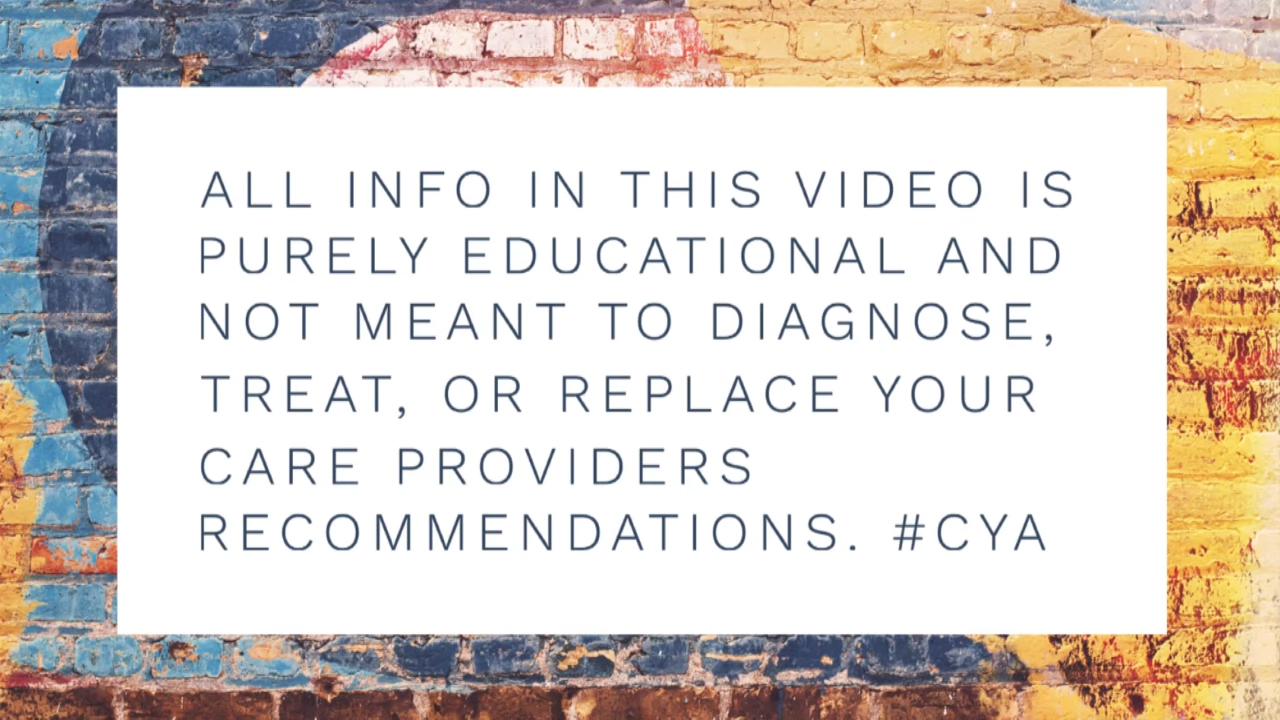 ALL INFO IN THIS VIDEO IS
PURELY EDUCATIONAL AND
NOT MEANT TO DIAGNOSE,
TREAT, OR REPLACE YOUR
CARE PROVIDERS
RECOMMENDATIONS. #CYA